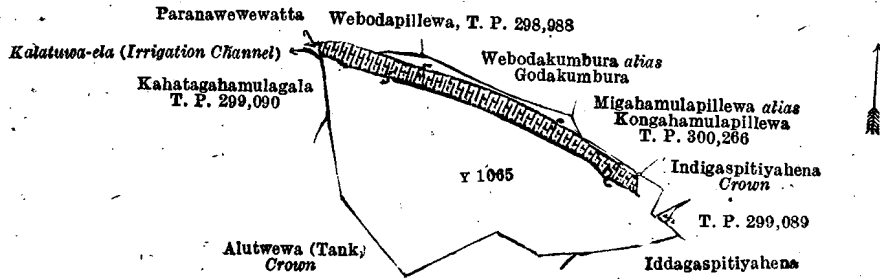 Paranawewewatta
Webodapillewa, T. P. 298,988
Kalatuwa-ela (Irrigation Channel)
Webodakumbura alias
Godakumbura
Kahatagahamulagala
T. P. 299,090
Migahamulapillewa alias
Kongahamulapillewa
T. P. 300,266
Y 1065
Indigaspitiyahena
Crown
T. P. 299,089
Alutwewa (Tank,
Crown
Iddagaspitiyahena